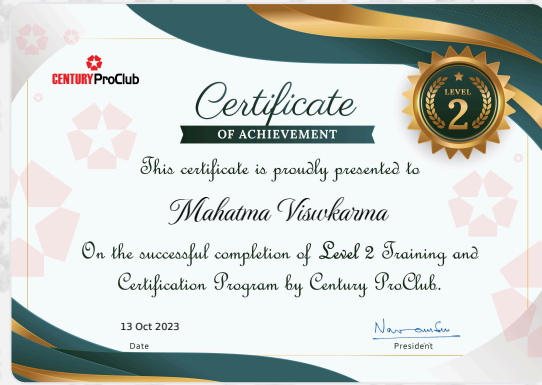 CENTURY ProClub
Certificate
OF ACHIEVEMENT
LEVEL
2
This certificate is proudly presented to
Mahatma Viswkarma
On the successful completion of Level 2 Training and
Certification Program by Century ProClub.
13 Oct 2023
Date
President